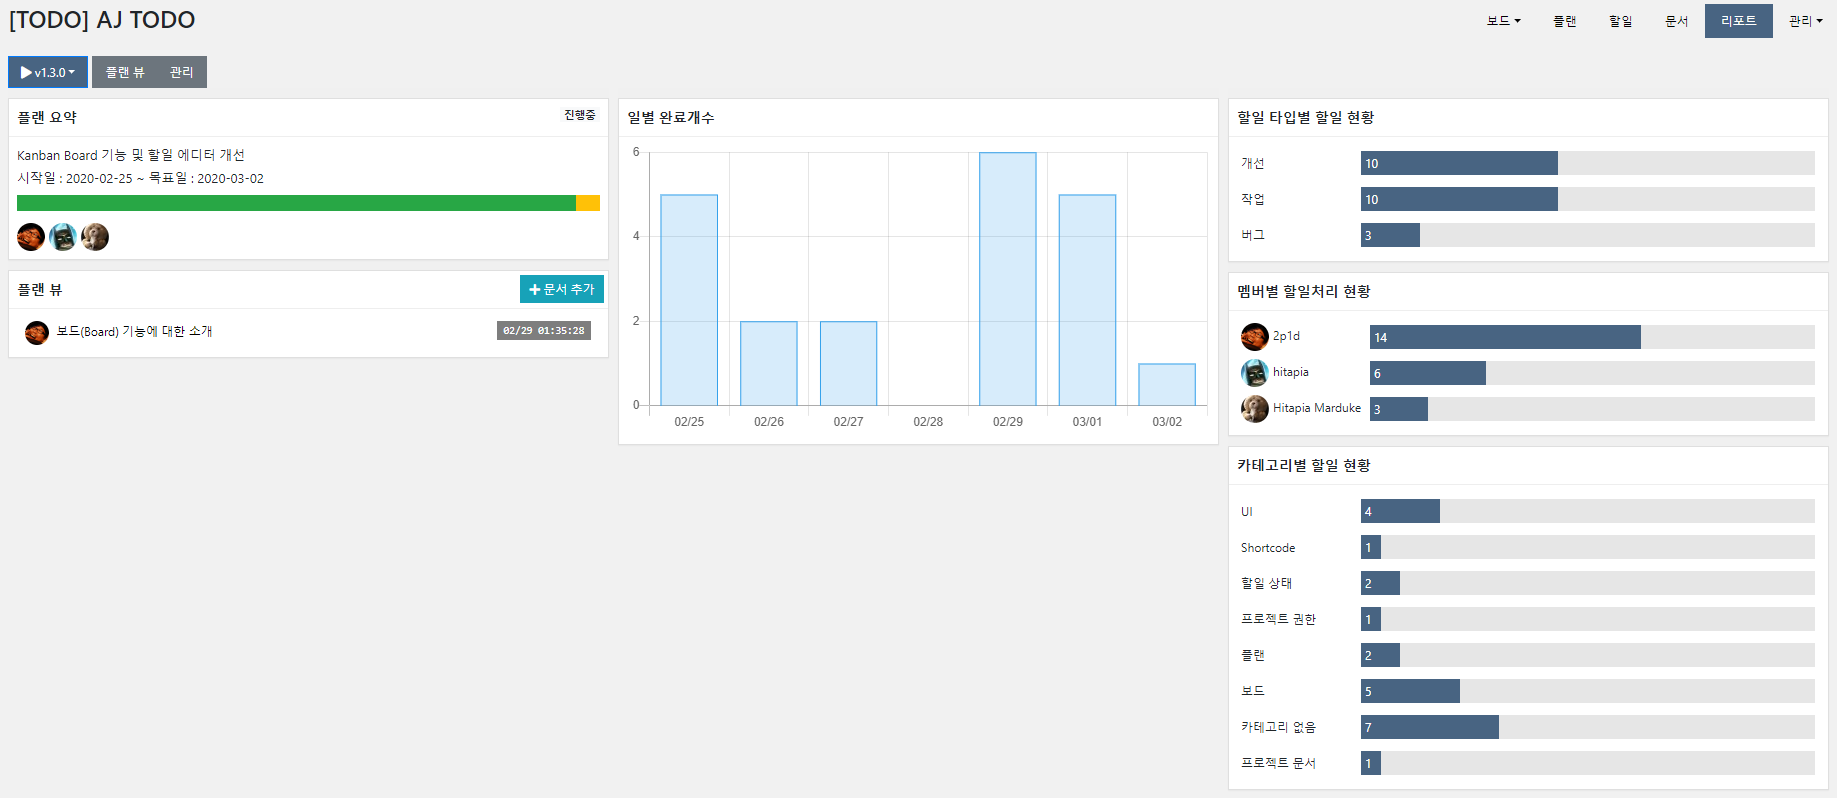 [TODO] AJ TODO
보드 플랜 할일 문서 리포트 관리
v1.3.0 플랜 뷰 관리
플랜 요약 진행중
Kanban Board 기능 및 할일 에디터 개선
시작일 : 2020-02-25 ~ 목표일 : 2020-03-02
플랜 뷰 문서 추가
보드(Board) 기능에 대한 소개 02/29 01:35:28
일별 완료개수
6
4
2
0
02/25 02/26 02/27 02/28 02/29 03/01 03/02
할일 타입별 할일 현황
개선 10
작업 10
버그 3
멤버별 할일처리 현황
2p1d 14
hitapia 6
Hitapia Marduke 3
카테고리별 할일 현황
UI 4
Shortcode 1
할일 상태 2
프로젝트 권한 1
플랜 2
보드 5
카테고리 없음 7
프로젝트 문서 1